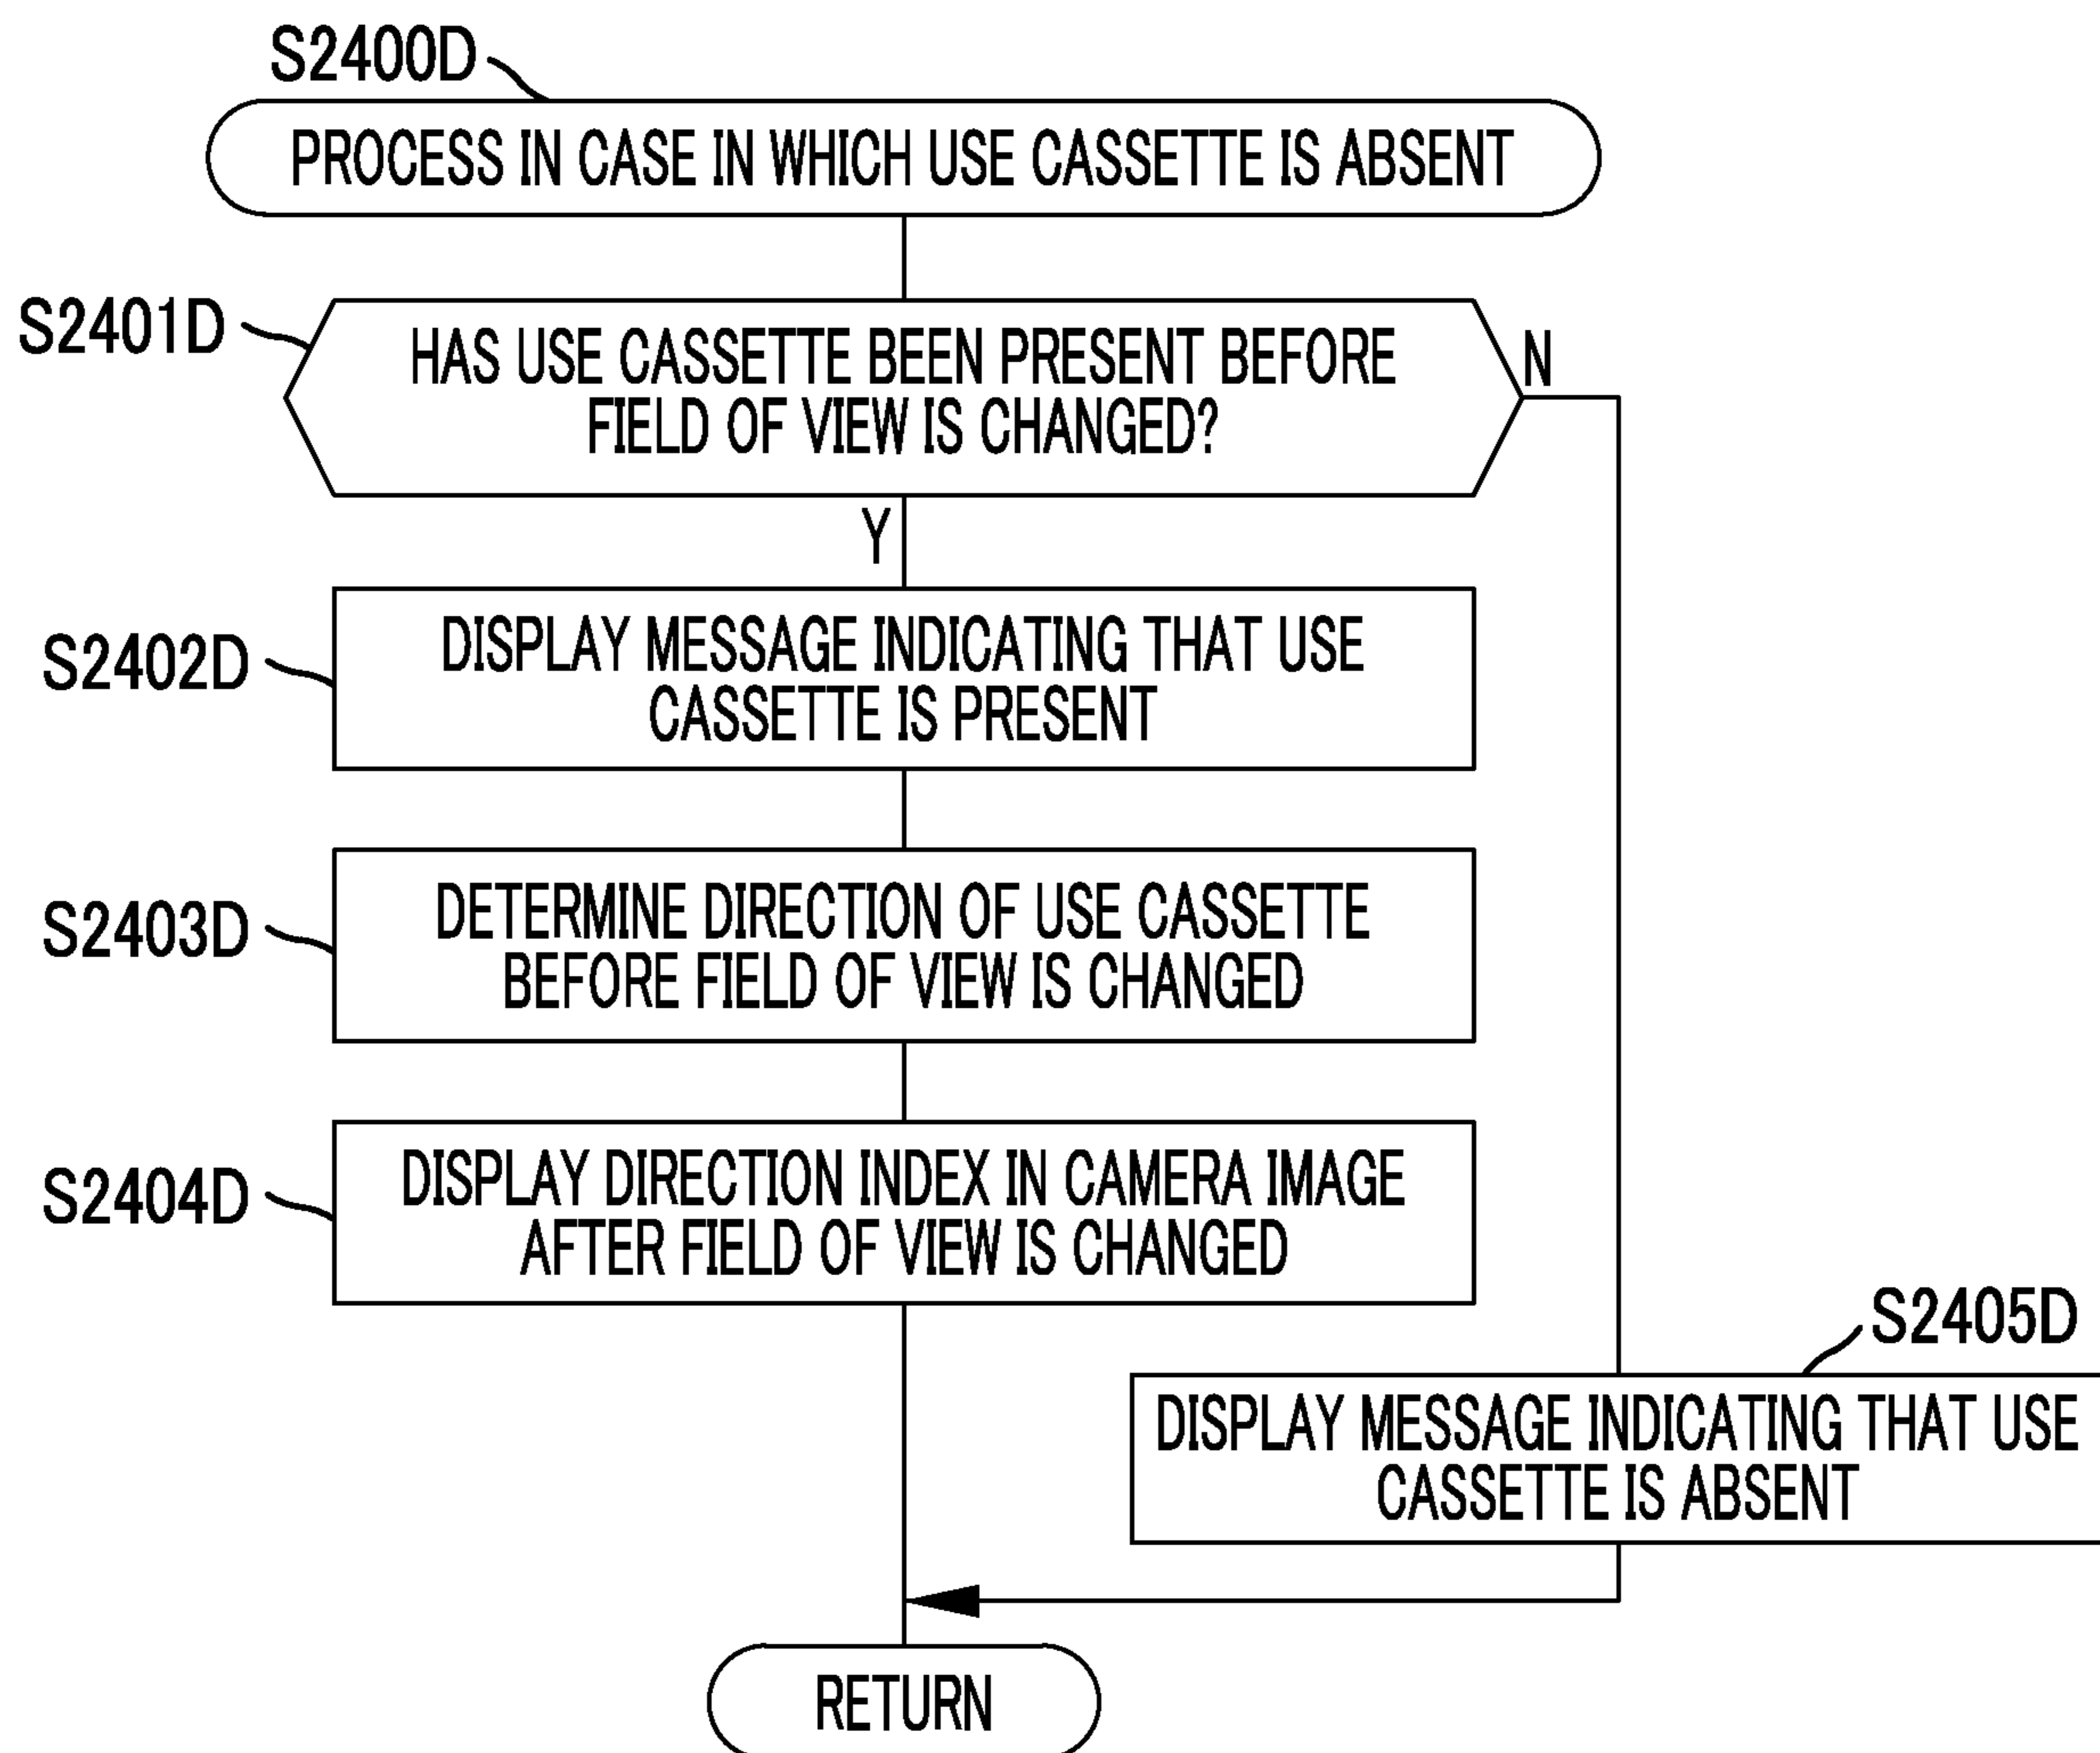 S2400D
PROCESS IN CASE IN WHICH USE CASSETTE IS ABSENT
S2401D
HAS USE CASSETTE BEEN PRESENT BEFORE
FIELD OF VIEW IS CHANGED?
N
Y
S2402D
DISPLAY MESSAGE INDICATING THAT USE
CASSETTE IS PRESENT
S2403D
DETERMINE DIRECTION OF USE CASSETTE
BEFORE FIELD OF VIEW IS CHANGED
S2404D
DISPLAY DIRECTION INDEX IN CAMERA IMAGE
AFTER FIELD OF VIEW IS CHANGED
S2405D
DISPLAY MESSAGE INDICATING THAT USE
CASSETTE IS ABSENT
RETURN